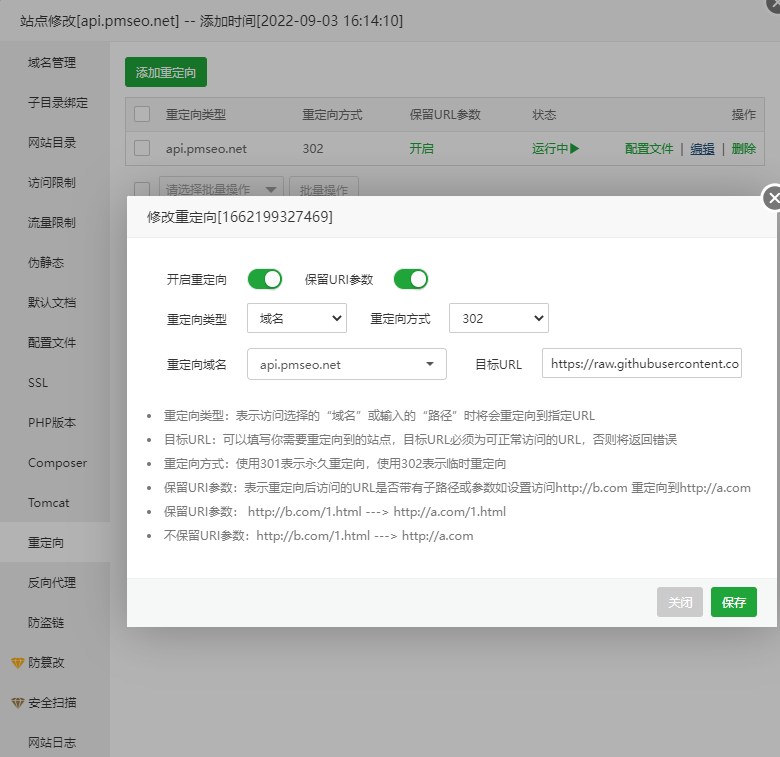 站点修改[api.pmseo.net] -- 添加时间[2022-09-03 16:14:10]
域名管理
子目录绑定
网站目录
访问限制
流量限制
伪静态
默认文档
配置文件
SSL
PHP版本
Composer
Tomcat
重定向
反向代理
防盗链
防篡改
安全扫描
网站日志
添加重定向
重定向类型 重定向方式 保留URL参数 状态 操作
api.pmseo.net 302 开启 运行中 配置文件 | 编辑 | 删除
请选择批量操作 批量操作
修改重定向[1662199327469]
开启重定向 保留URI参数
重定向类型 域名 重定向方式 302
重定向域名 api.pmseo.net 目标URL https://raw.githubusercontent.co
重定向类型：表示访问选择的“域名”或输入的“路径”时将会重定向到指定URL
目标URL：可以填写你需要重定向到的站点，目标URL必须为可正常访问的URL，否则将返回错误
重定向方式：使用301表示永久重定向，使用302表示临时重定向
保留URI参数：表示重定向后访问的URL是否带有子路径或参数如设置访问http://b.com 重定向到http://a.com
保留URI参数： http://b.com/1.html ---> http://a.com/1.html
不保留URI参数：http://b.com/1.html ---> http://a.com
关闭 保存